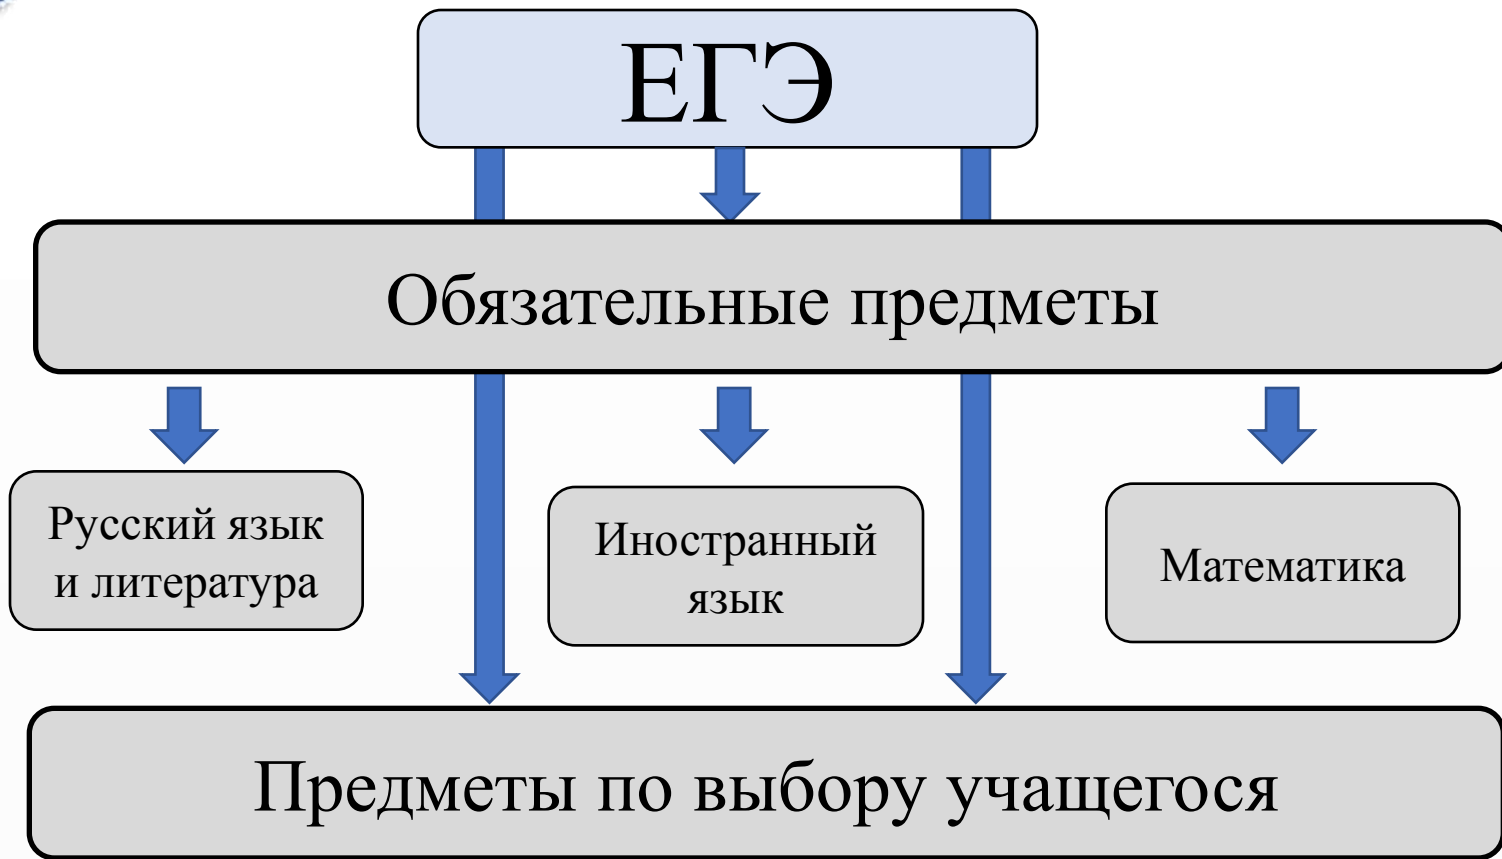 ЕГЭ
Обязательные предметы
Русский язык
и литература
Иностранный
язык
Математика
Предметы по выбору учащегося